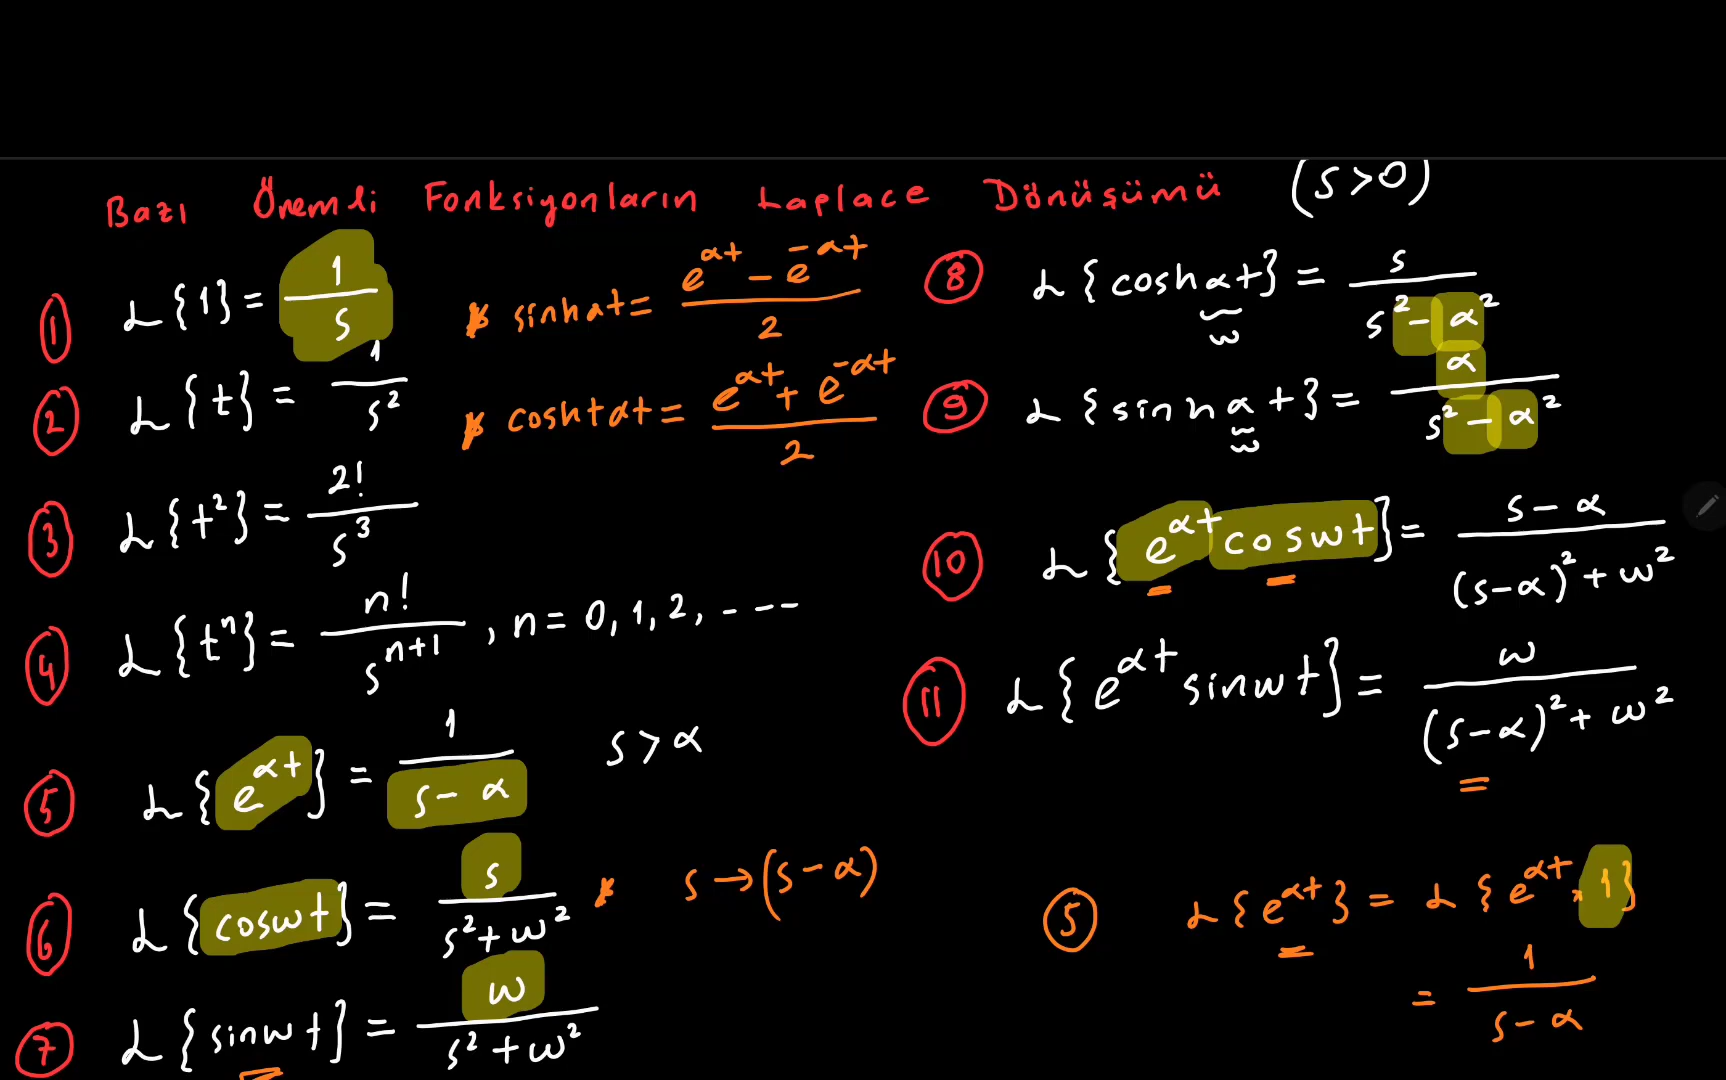 Bazı Önemli Fonksiyonların Laplace Dönüşümü (s>0)
① L{1} = 1/s
② L{t} = 1/s²
③ L{t²} = 2!/s³
④ L{tⁿ} = n!/s^(n+1) , n = 0, 1, 2, - - -
⑤ L{e^(αt)} = 1/(s-α) s > α
⑥ L{coswt} = s/(s²+w²) * s → (s-α)
⑦ L{sinwt} = w/(s²+w²)
* sinhat = (e^(αt) - e^(-αt))/2
* coshtαt = (e^(αt) + e^(-αt))/2
⑧ L{coshαt} = s/(s²-α²)
w
⑨ L{sinhαt} = α/(s²-α²)
w
⑩ L{e^(αt) coswt} = (s-α)/((s-α)²+w²)
⑪ L{e^(αt) sinwt} = w/((s-α)²+w²)
⑤ L{e^(αt)} = L{e^(αt) · 1}
= 1/(s-α)